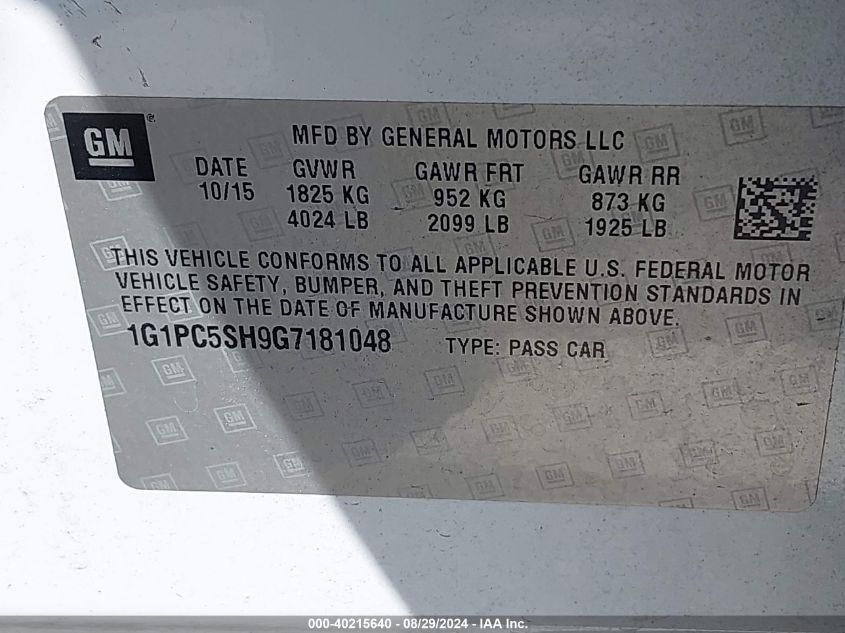 GM®
MFD BY GENERAL MOTORS LLC
DATE GVWR GAWR FRT GAWR RR
10/15 1825 KG 952 KG 873 KG
4024 LB 2099 LB 1925 LB
THIS VEHICLE CONFORMS TO ALL APPLICABLE U.S. FEDERAL MOTOR
VEHICLE SAFETY, BUMPER, AND THEFT PREVENTION STANDARDS IN
EFFECT ON THE DATE OF MANUFACTURE SHOWN ABOVE.
1G1PC5SH9G7181048 TYPE: PASS CAR
000-40215640 - 08/29/2024 - IAA Inc.